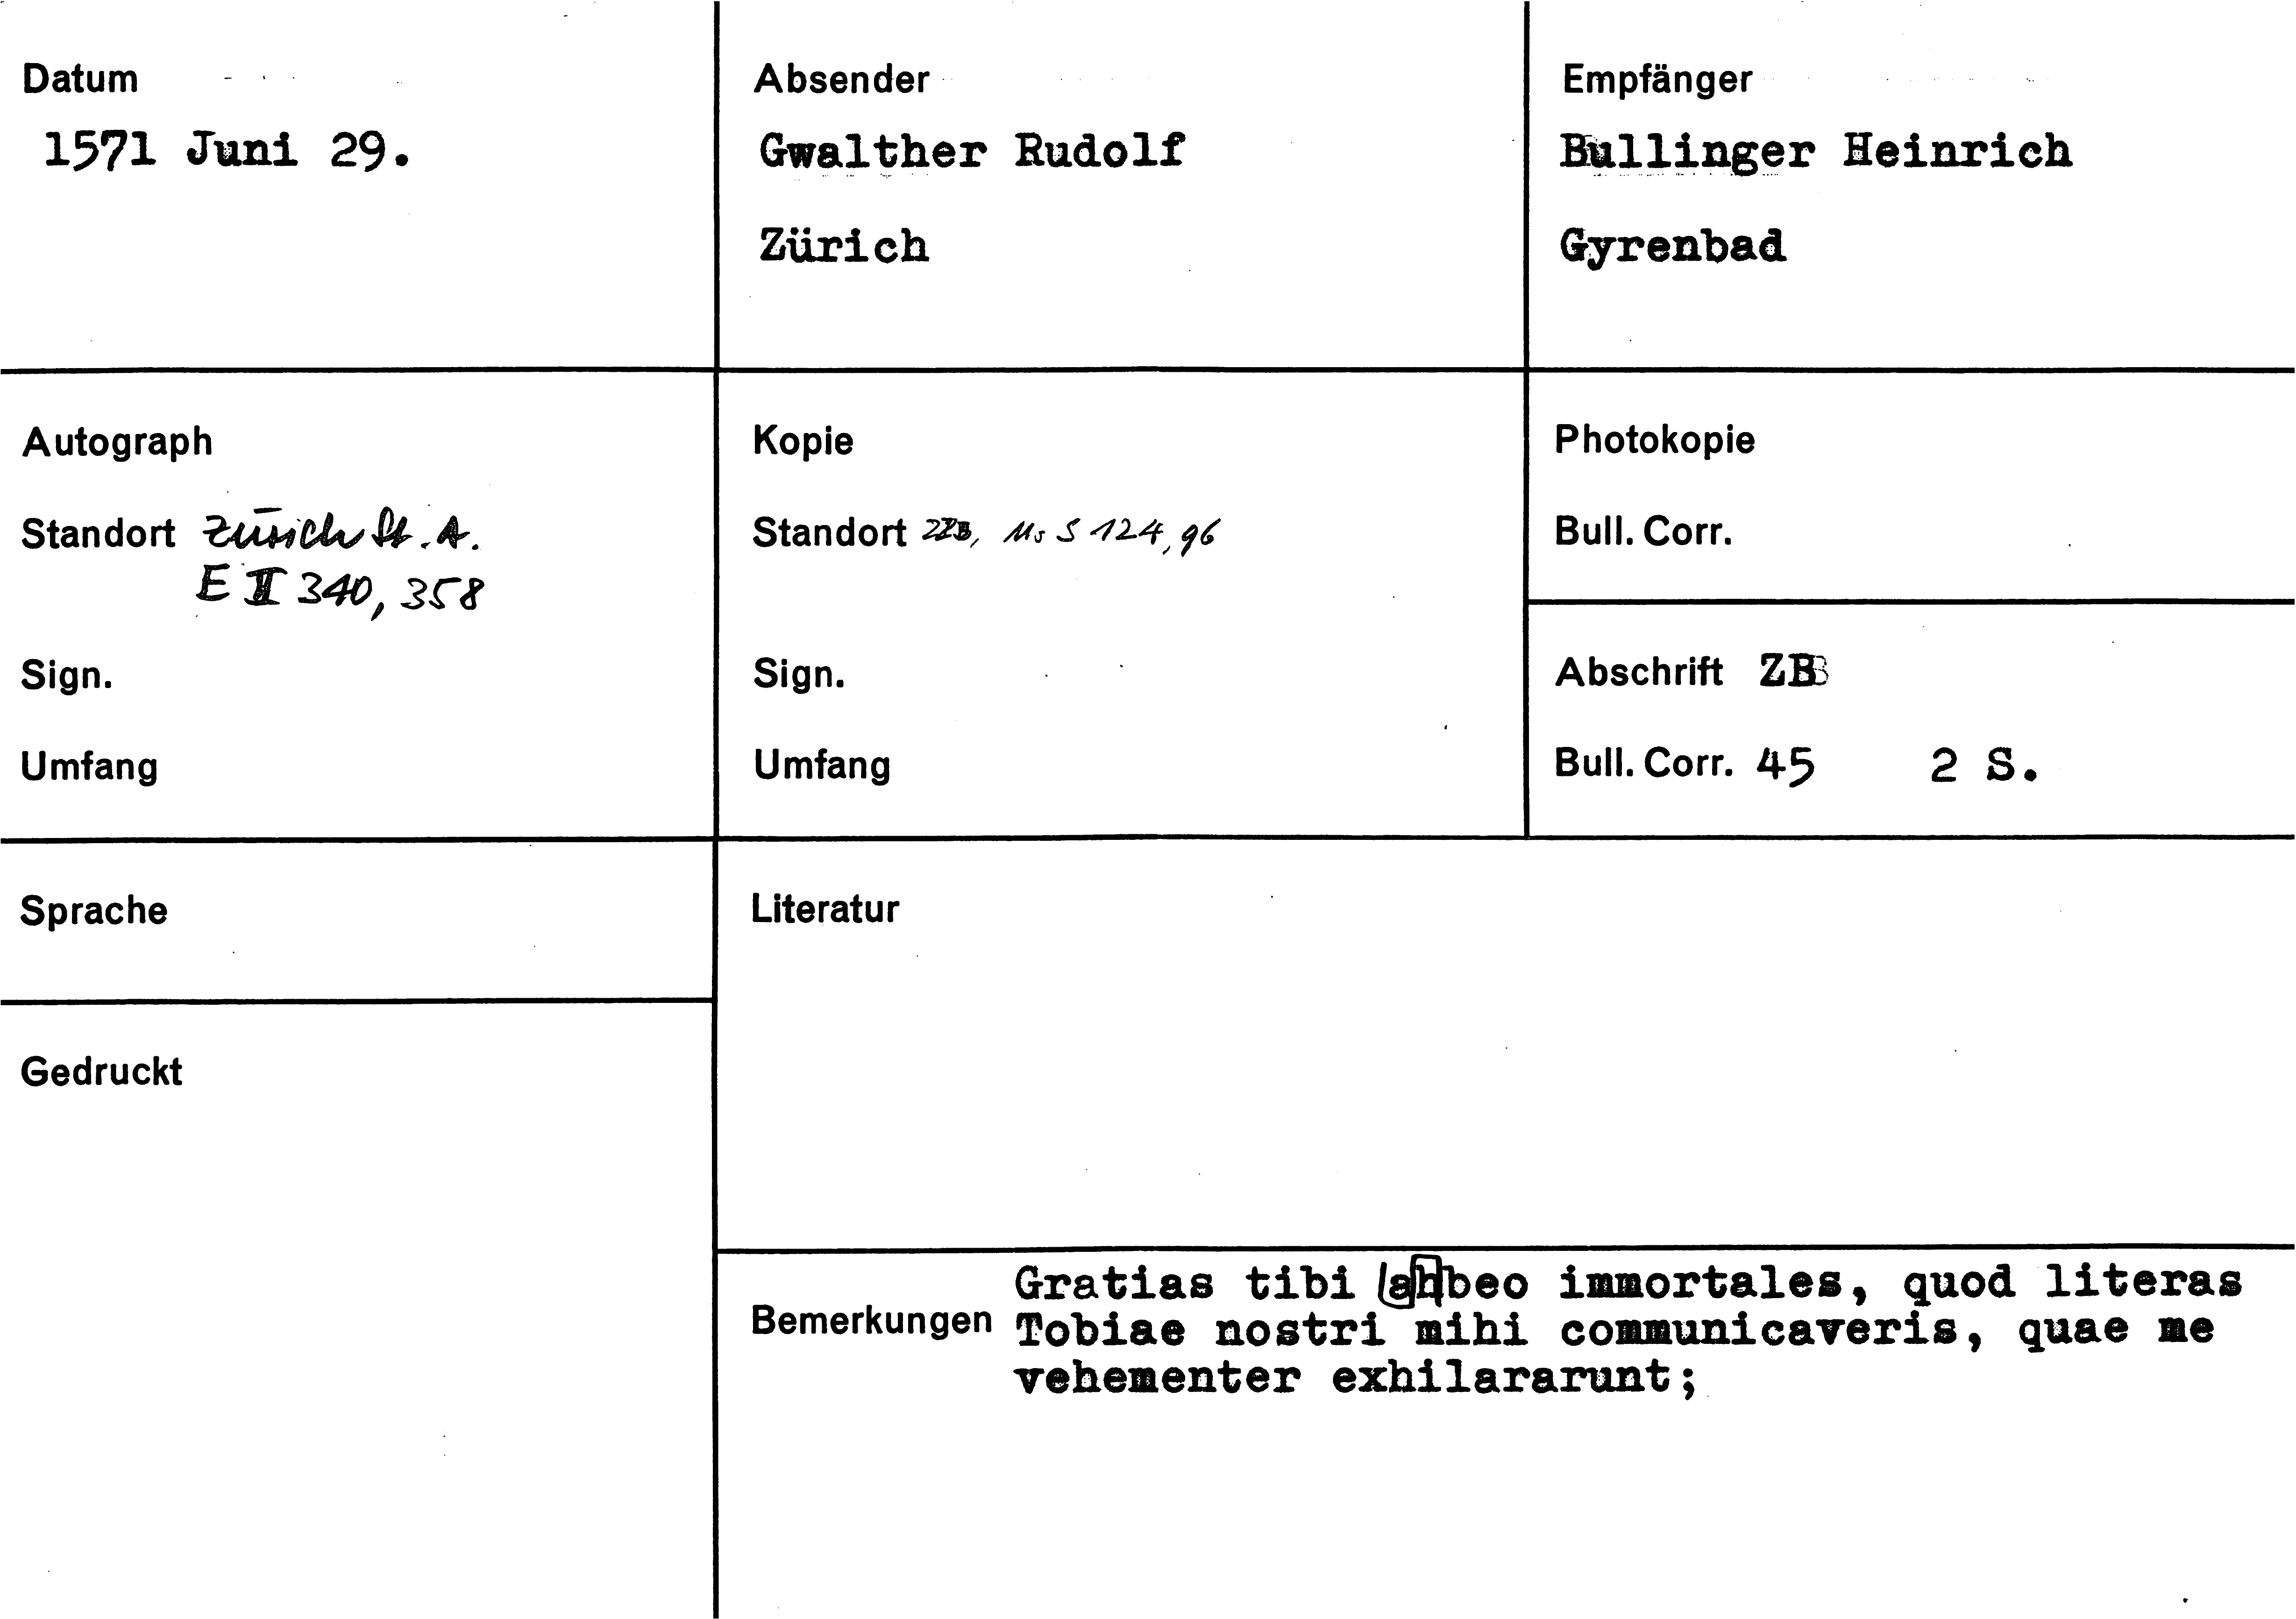 Datum
1571 Juni 29.
Absender
Gwalther Rudolf
Zürich
Empfänger
Bullinger Heinrich
Gyrenbad
Autograph
Standort Zürich St. A.
E II 340, 358
Sign.
Umfang
Kopie
Standort ZZB, Ms S 124, 96
Sign.
Umfang
Photokopie
Bull. Corr.
Abschrift ZB
Bull. Corr. 45 2 S.
Sprache
Gedruckt
Literatur
Bemerkungen
Gratias tibi ahbeo immortales, quod literas
Tobiae nostri mihi communicaveris, quae me
vehementer exhilararunt;